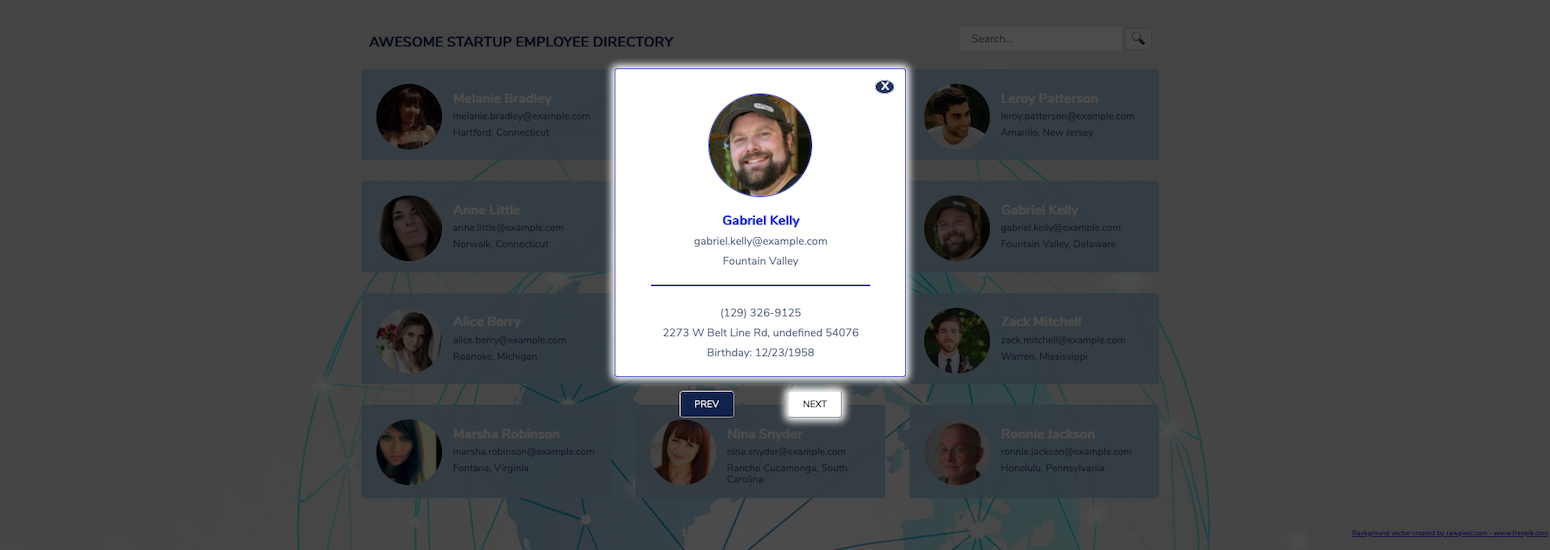 AWESOME STARTUP EMPLOYEE DIRECTORY
Search...
Melanie Bradley
melanie.bradley@example.com
Hartford, Connecticut
Leroy Patterson
leroy.patterson@example.com
Amarillo, New Jersey
Anne Little
anne.little@example.com
Norwalk, Connecticut
Gabriel Kelly
gabriel.kelly@example.com
Fountain Valley, Delaware
Alice Berry
alice.berry@example.com
Roanoke, Michigan
Zack Mitchell
zack.mitchell@example.com
Warren, Mississippi
Marsha Robinson
marsha.robinson@example.com
Fontana, Virginia
Nina Snyder
nina.snyder@example.com
Rancho Cucamonga, South
Carolina
Ronnie Jackson
ronnie.jackson@example.com
Honolulu, Pennsylvania
X
Gabriel Kelly
gabriel.kelly@example.com
Fountain Valley
(129) 326-9125
2273 W Belt Line Rd, undefined 54076
Birthday: 12/23/1958
PREV
NEXT
Background vector created by rawpixel.com - www.freepik.com